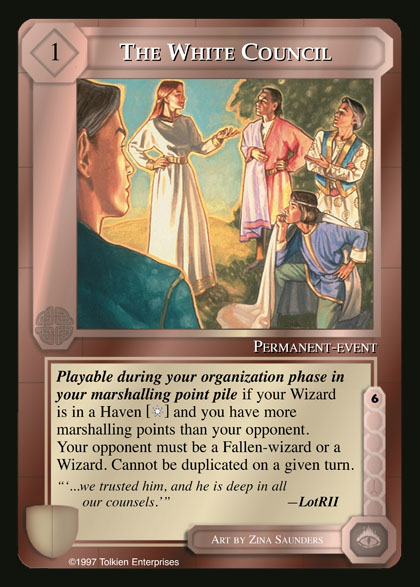 1
THE WHITE COUNCIL
PERMANENT-EVENT
Playable during your organization phase in
your marshalling point pile if your Wizard
is in a Haven [] and you have more
marshalling points than your opponent.
Your opponent must be a Fallen-wizard or a
Wizard. Cannot be duplicated on a given turn.
“‘...we trusted him, and he is deep in all
our counsels.’” —LotRII
6
ART BY ZINA SAUNDERS
©1997 Tolkien Enterprises